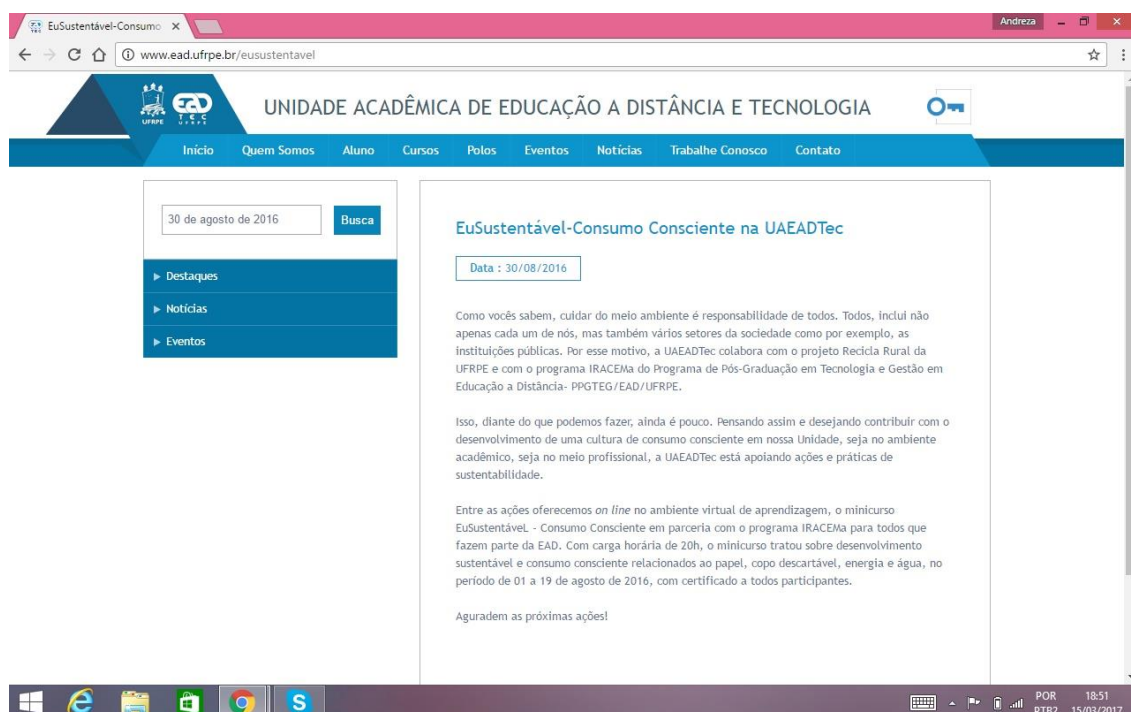 EuSustentável-Consumo
Andreza
www.ead.ufrpe.br/eusustentavel
UFRPE
EAD
TEC
UFRPE
UNIDADE ACADÊMICA DE EDUCAÇÃO A DISTÂNCIA E TECNOLOGIA
Início Quem Somos Aluno Cursos Polos Eventos Notícias Trabalhe Conosco Contato
30 de agosto de 2016 Busca
Destaques
Notícias
Eventos
EuSustentável-Consumo Consciente na UAEADTec
Data : 30/08/2016
Como vocês sabem, cuidar do meio ambiente é responsabilidade de todos. Todos, inclui não
apenas cada um de nós, mas também vários setores da sociedade como por exemplo, as
instituições públicas. Por esse motivo, a UAEADTec colabora com o projeto Recicla Rural da
UFRPE e com o programa IRACEMa do Programa de Pós-Graduação em Tecnologia e Gestão em
Educação a Distância- PPGTEG/EAD/UFRPE.
Isso, diante do que podemos fazer, ainda é pouco. Pensando assim e desejando contribuir com o
desenvolvimento de uma cultura de consumo consciente em nossa Unidade, seja no ambiente
acadêmico, seja no meio profissional, a UAEADTec está apoiando ações e práticas de
sustentabilidade.
Entre as ações oferecemos on line no ambiente virtual de aprendizagem, o minicurso
EuSustentáveL - Consumo Consciente em parceria com o programa IRACEMa para todos que
fazem parte da EAD. Com carga horária de 20h, o minicurso tratou sobre desenvolvimento
sustentável e consumo consciente relacionados ao papel, copo descartável, energia e água, no
período de 01 a 19 de agosto de 2016, com certificado a todos participantes.
Aguradem as próximas ações!
POR 18:51
PTB2 15/03/2017